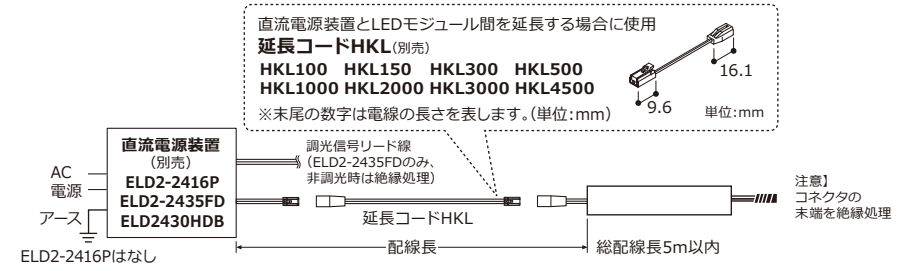 直流電源装置とLEDモジュール間を延長する場合に使用
延長コードHKL(別売)
HKL100 HKL150 HKL300 HKL500
HKL1000 HKL2000 HKL3000 HKL4500
※末尾の数字は電線の長さを表します。(単位:mm)
16.1
9.6
単位:mm
直流電源装置
(別売)
ELD2-2416P
ELD2-2435FD
ELD2430HDB
AC
電源
アース
ELD2-2416Pはなし
調光信号リード線
(ELD2-2435FDのみ、
非調光時は絶縁処理)
延長コードHKL
配線長
総配線長5m以内
注意】
コネクタの
末端を絶縁処理